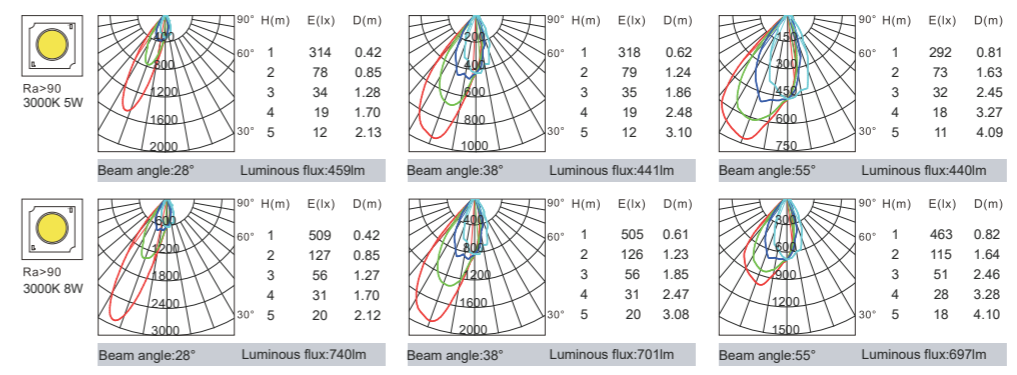 90° H(m) E(lx) D(m)
400
60° 1 314 0.42
800
2 78 0.85
Ra>90
3000K 5W
1200
3 34 1.28
1600
4 19 1.70
30° 5 12 2.13
2000
Beam angle:28° Luminous flux:459lm
90° H(m) E(lx) D(m)
200
60° 1 318 0.62
400
2 79 1.24
600
3 35 1.86
800
4 19 2.48
30° 5 12 3.10
1000
Beam angle:38° Luminous flux:441lm
90° H(m) E(lx) D(m)
150
60° 1 292 0.81
300
2 73 1.63
450
3 32 2.45
600
4 18 3.27
30° 5 11 4.09
750
Beam angle:55° Luminous flux:440lm
90° H(m) E(lx) D(m)
600
60° 1 509 0.42
1200
2 127 0.85
Ra>90
3000K 8W
1800
3 56 1.27
2400
4 31 1.70
30° 5 20 2.12
3000
Beam angle:28° Luminous flux:740lm
90° H(m) E(lx) D(m)
400
60° 1 505 0.61
800
2 126 1.23
1200
3 56 1.85
1600
4 31 2.47
30° 5 20 3.08
2000
Beam angle:38° Luminous flux:701lm
90° H(m) E(lx) D(m)
300
60° 1 463 0.82
600
2 115 1.64
900
3 51 2.46
1200
4 28 3.28
30° 5 18 4.10
1500
Beam angle:55° Luminous flux:697lm